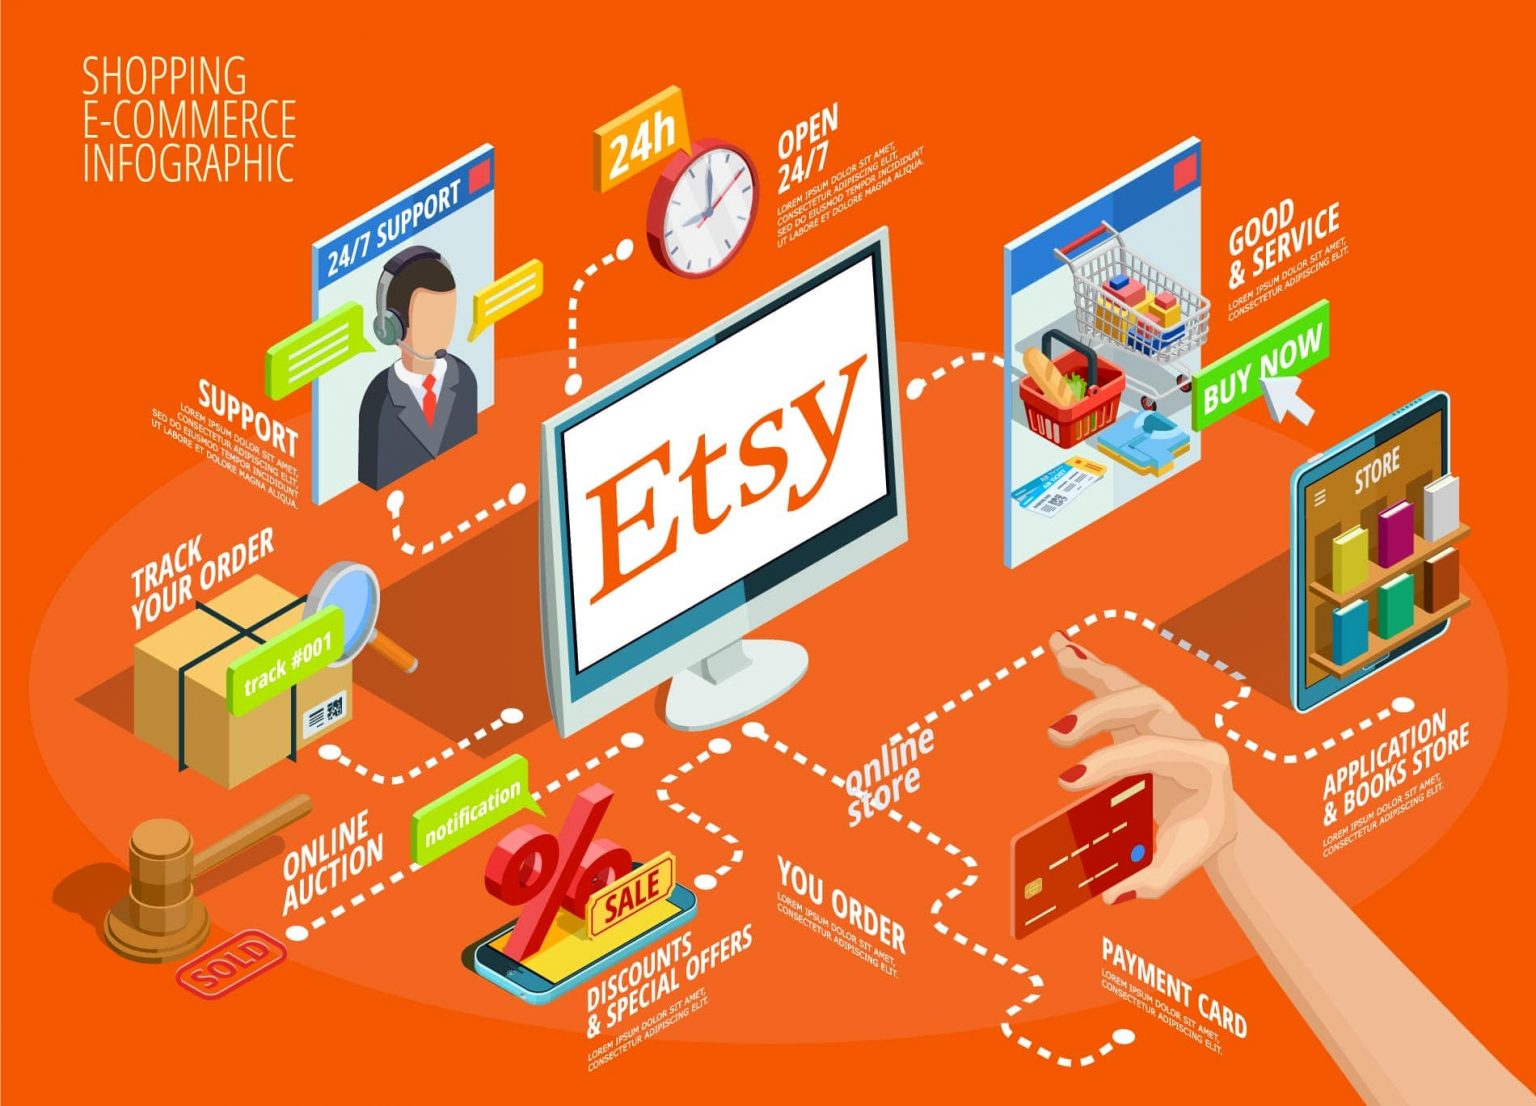 SHOPPING
E-COMMERCE
INFOGRAPHIC
24h
OPEN
24/7
LOREM IPSUM DOLOR SIT AMET,
CONSECTETUR ADIPISCING ELIT,
SED DO EIUSMOD TEMPOR INCIDIDUNT
UT LABORE ET DOLORE MAGNA ALIQUA.
24/7 SUPPORT
SUPPORT
LOREM IPSUM DOLOR SIT AMET,
CONSECTETUR ADIPISCING ELIT,
SED DO EIUSMOD TEMPOR INCIDIDUNT
UT LABORE ET DOLORE MAGNA ALIQUA.
GOOD
& SERVICE
LOREM IPSUM DOLOR SIT AMET,
CONSECTETUR ADIPISCING ELIT.
BUY NOW
AIR TICKET
Etsy
STORE
TRACK
YOUR ORDER
track #001
APPLICATION
& BOOKS STORE
LOREM IPSUM DOLOR SIT AMET,
CONSECTETUR ADIPISCING ELIT.
online
store
notification
ONLINE
AUCTION
SOLD
%
SALE
DISCOUNTS
& SPECIAL OFFERS
LOREM IPSUM DOLOR SIT AMET,
CONSECTETUR ADIPISCING ELIT.
YOU ORDER
LOREM IPSUM DOLOR SIT AMET,
CONSECTETUR ADIPISCING ELIT.
PAYMENT CARD
LOREM IPSUM DOLOR SIT AMET,
CONSECTETUR ADIPISCING ELIT.